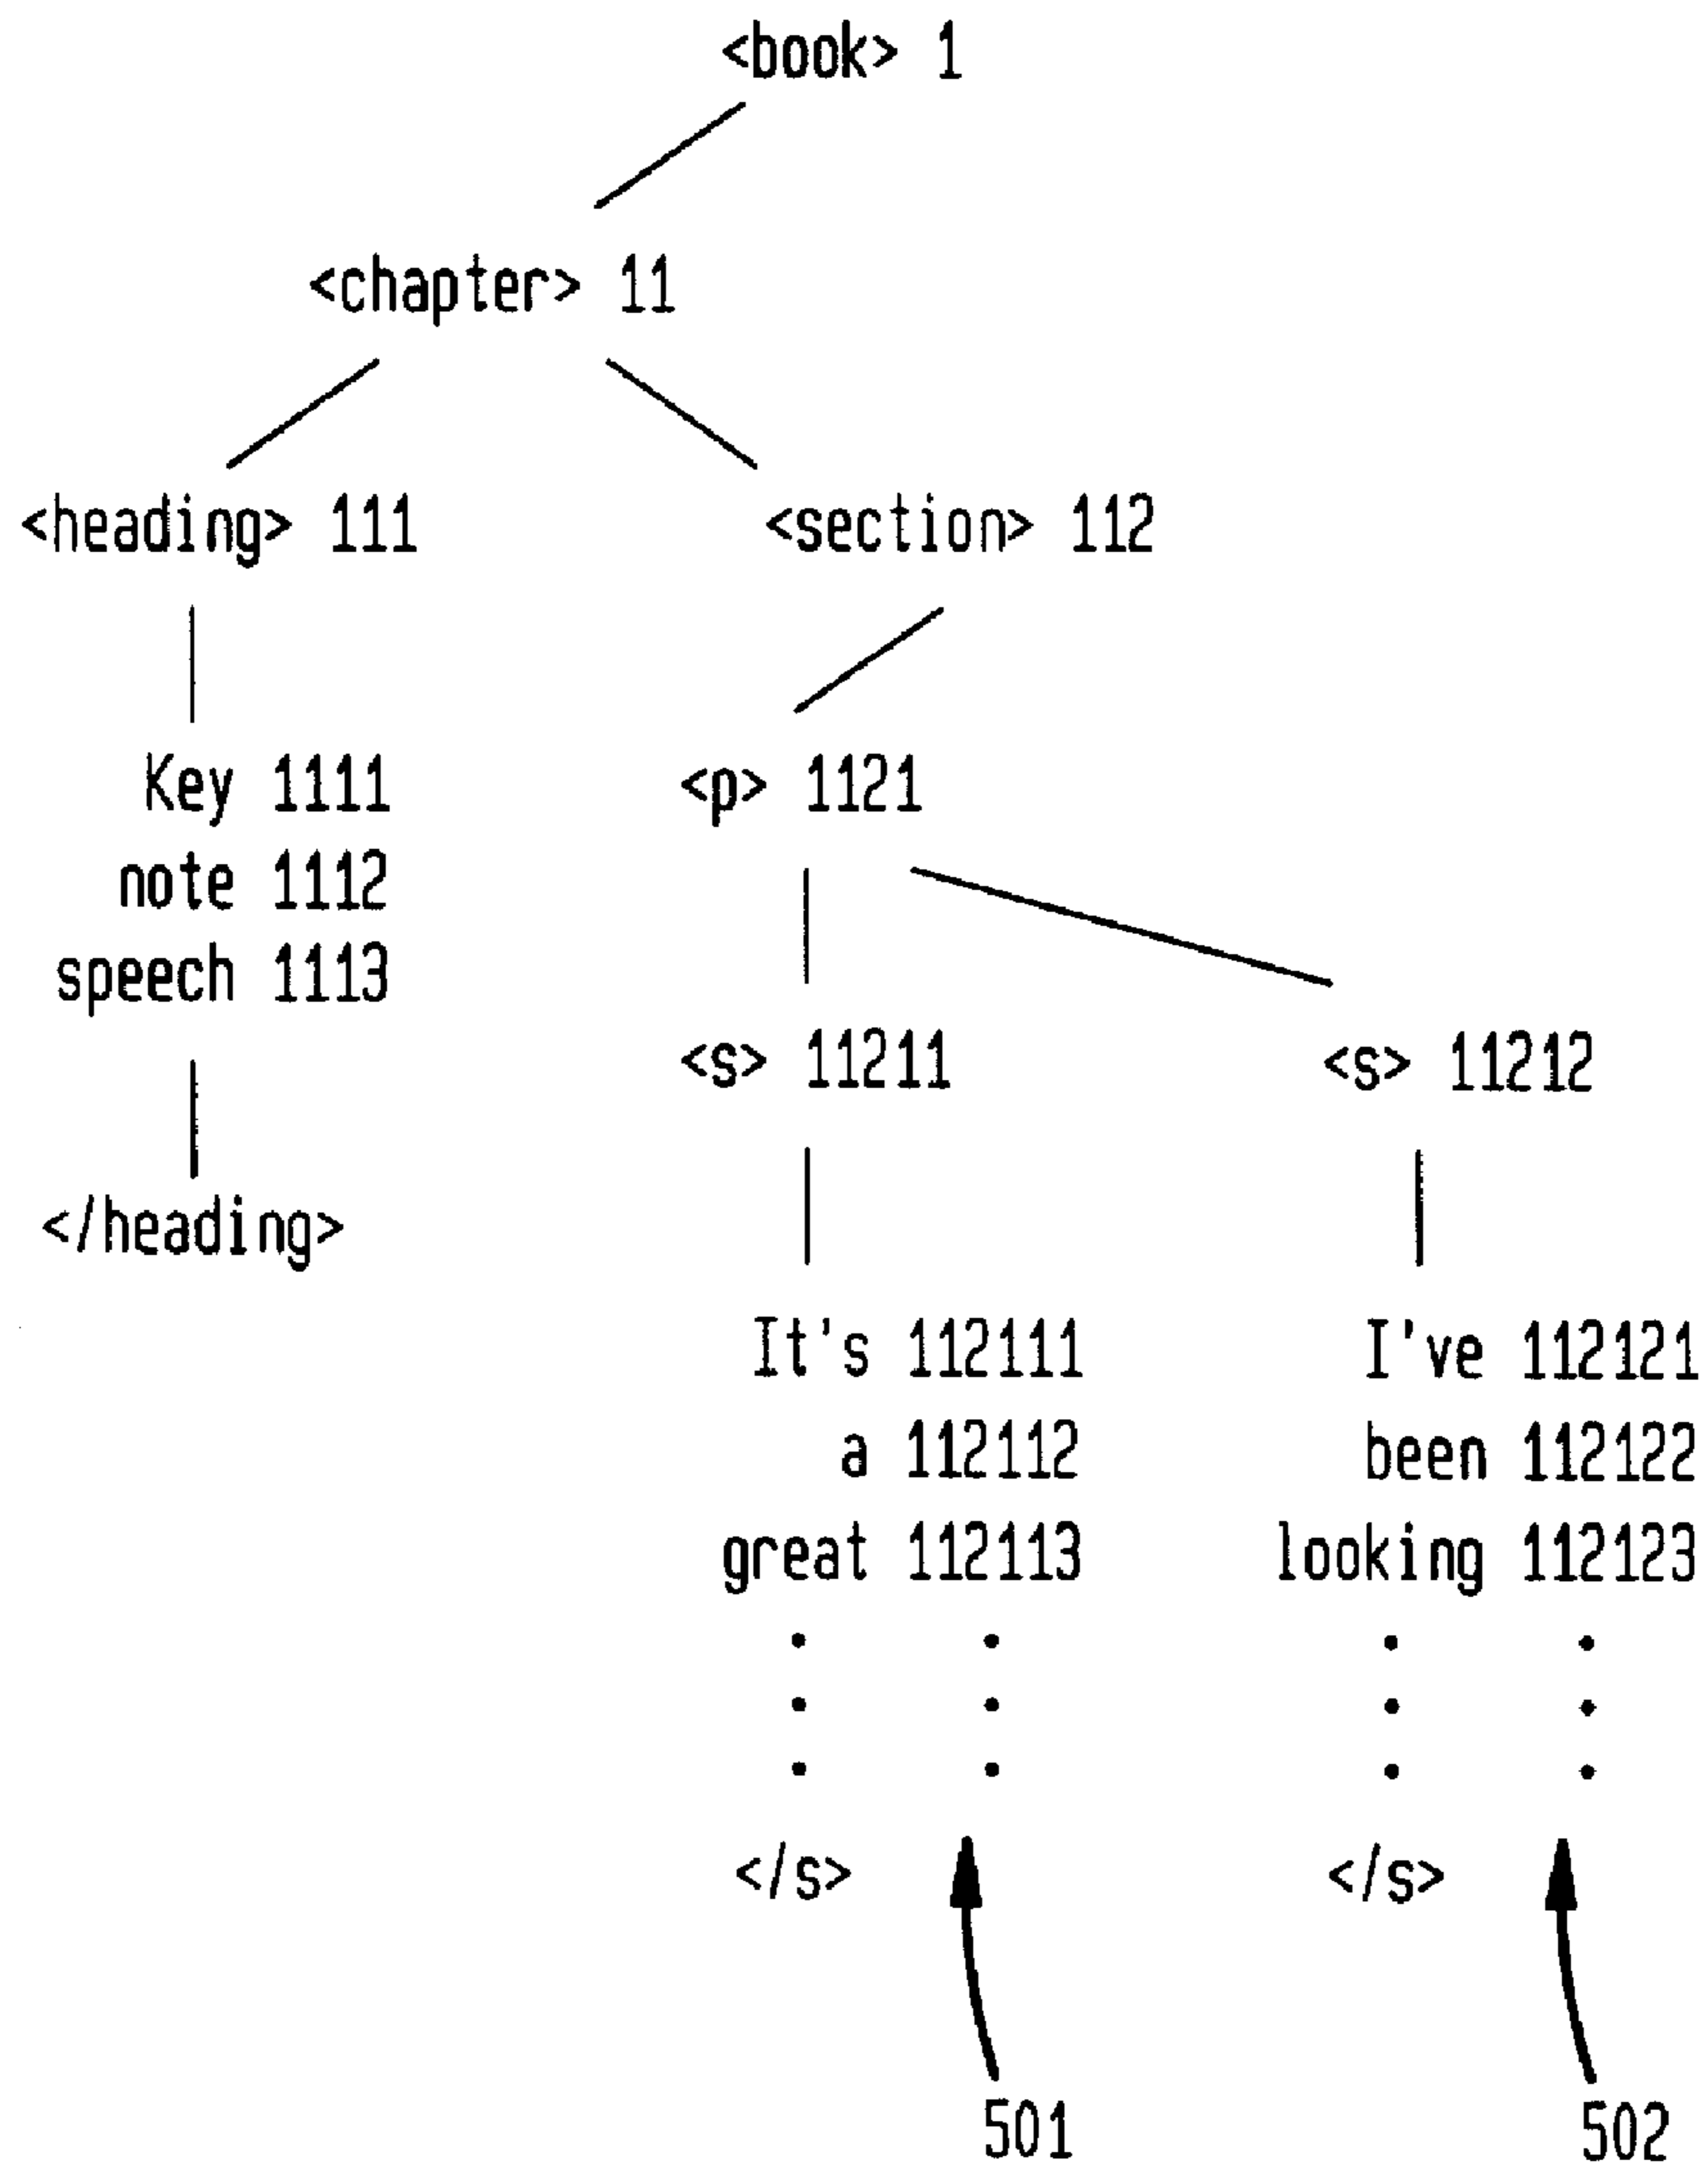 <book> 1
<chapter> 11
<heading> 111 <section> 112
Key 1111 <p> 1121
note 1112
speech 1113
<s> 11211 <s> 11212
</heading>
It's 112111 I've 112121
a 112112 been 112122
great 112113 looking 112123
</s> </s>
501 502